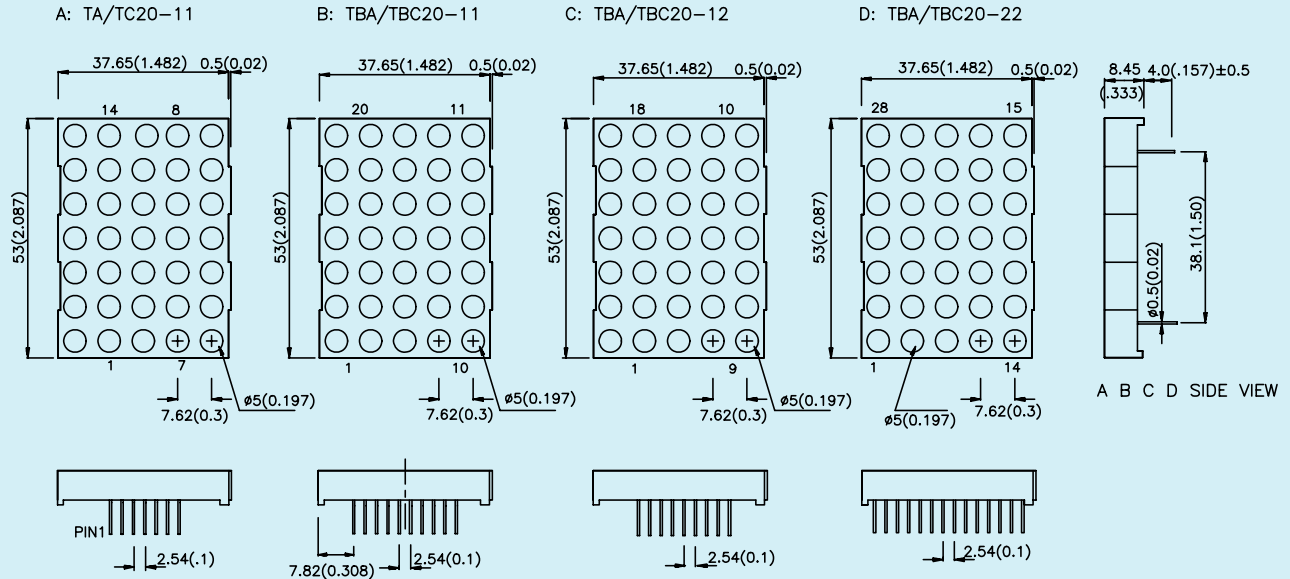 A: TA/TC20-11
B: TBA/TBC20-11
C: TBA/TBC20-12
D: TBA/TBC20-22
37.65(1.482) 0.5(0.02)
37.65(1.482) 0.5(0.02)
37.65(1.482) 0.5(0.02)
37.65(1.482) 0.5(0.02)
8.45 4.0(.157)±0.5
(.333)
14 8
20 11
18 10
28 15
53(2.087)
53(2.087)
53(2.087)
53(2.087)
38.1(1.50)
ø0.5(0.02)
1 7
1 10
1 9
1 14
ø5(0.197)
7.62(0.3)
ø5(0.197)
7.62(0.3)
ø5(0.197)
7.62(0.3)
ø5(0.197)
7.62(0.3)
A B C D SIDE VIEW
PIN1
2.54(.1)
7.82(0.308)
2.54(0.1)
2.54(0.1)
2.54(0.1)